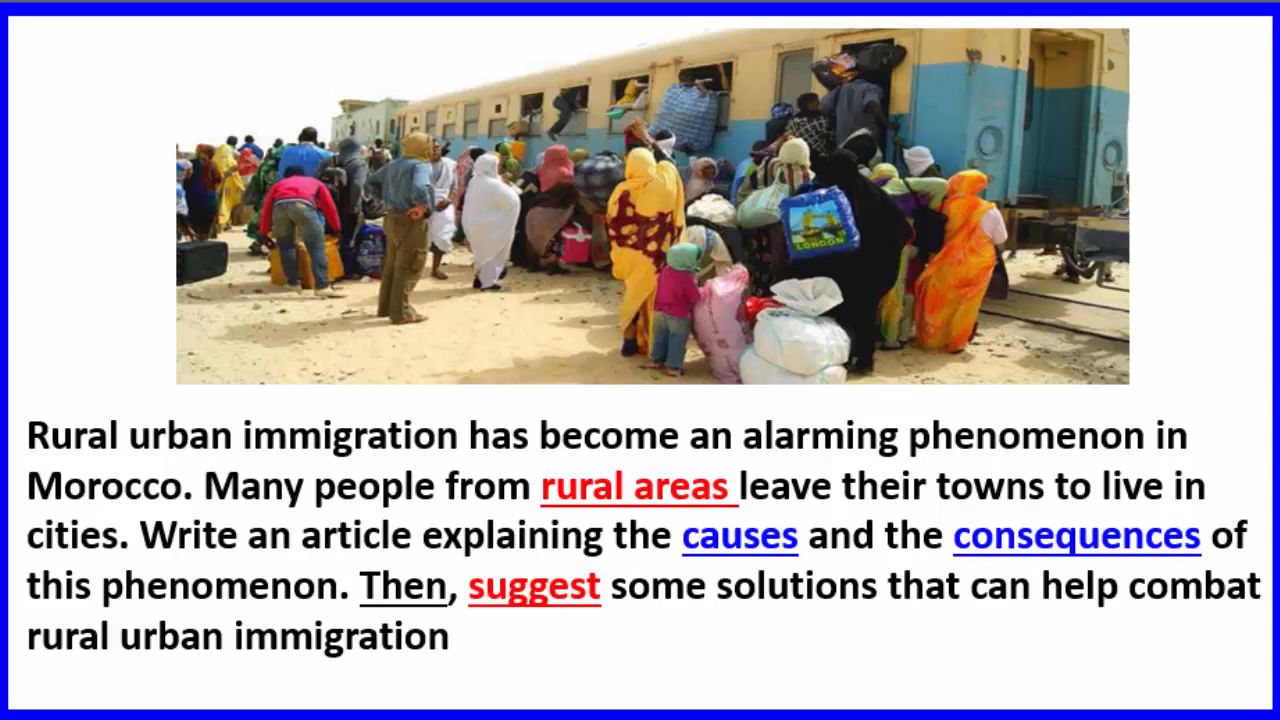 LONDON
Rural urban immigration has become an alarming phenomenon in
Morocco. Many people from rural areas leave their towns to live in
cities. Write an article explaining the causes and the consequences of
this phenomenon. Then, suggest some solutions that can help combat
rural urban immigration